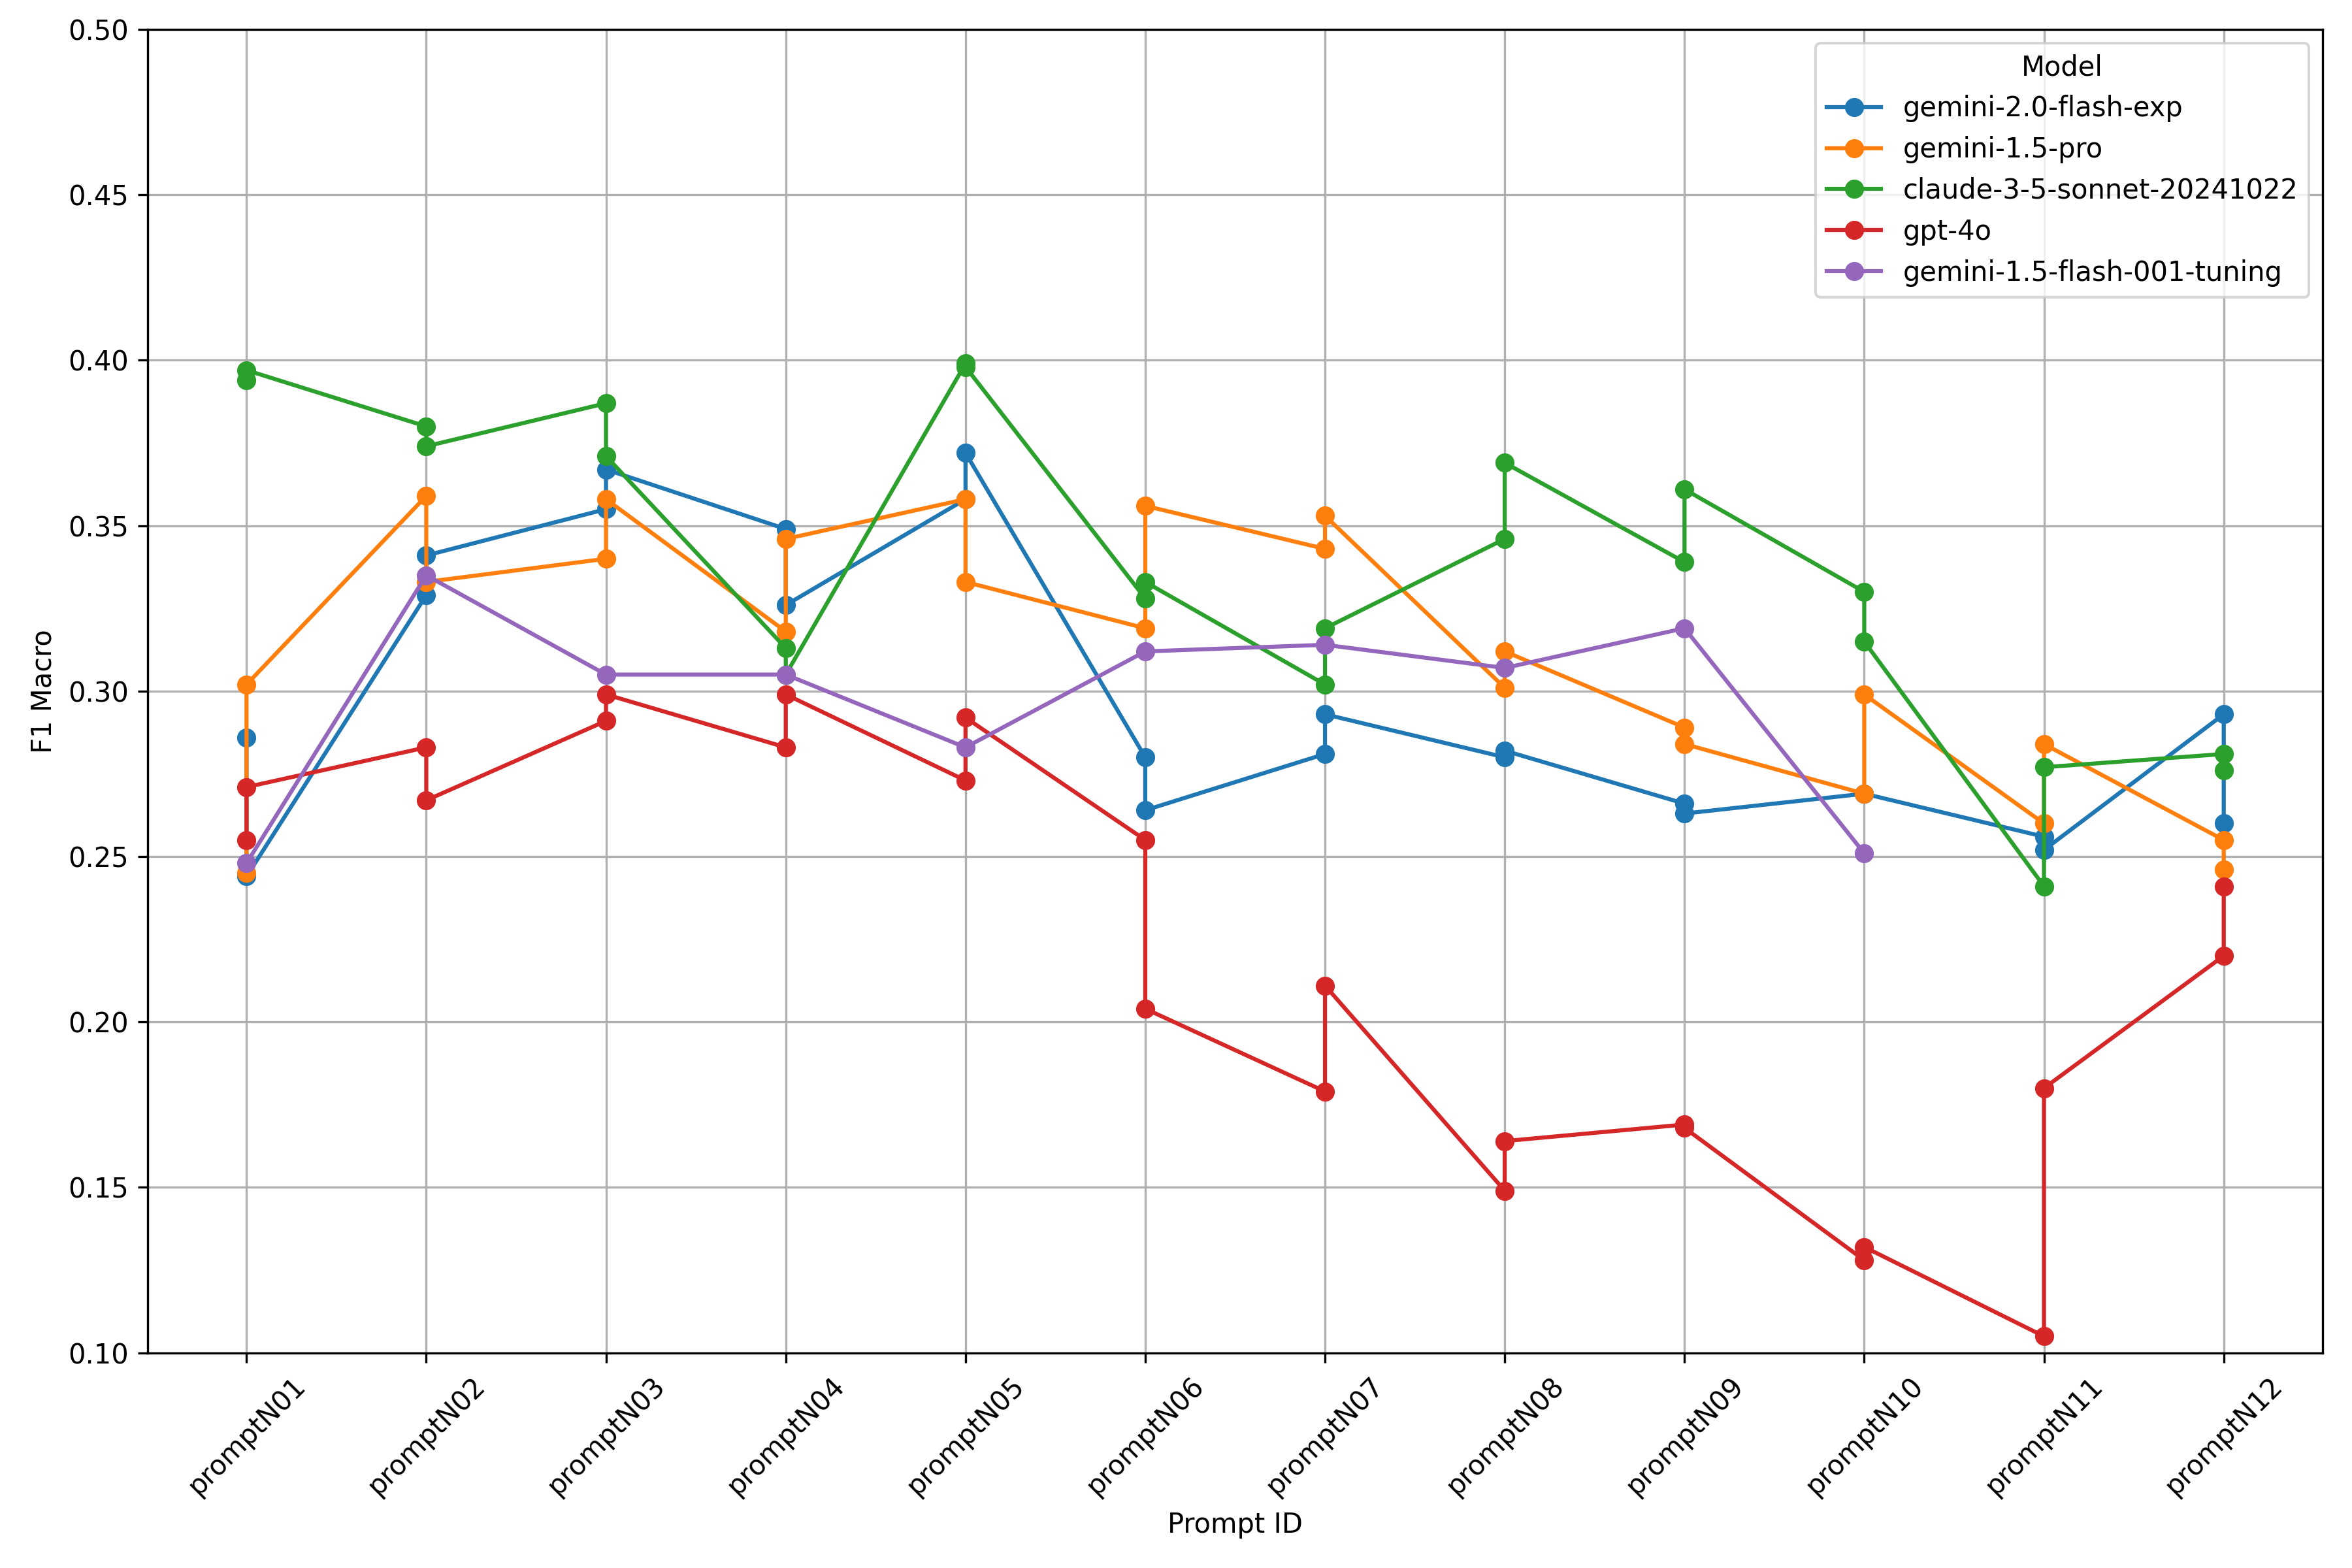 0.50
0.45
0.40
0.35
0.30
0.25
0.20
0.15
0.10
F1 Macro
Model
gemini-2.0-flash-exp
gemini-1.5-pro
claude-3-5-sonnet-20241022
gpt-4o
gemini-1.5-flash-001-tuning
promptN01
promptN02
promptN03
promptN04
promptN05
promptN06
promptN07
promptN08
promptN09
promptN10
promptN11
promptN12
Prompt ID